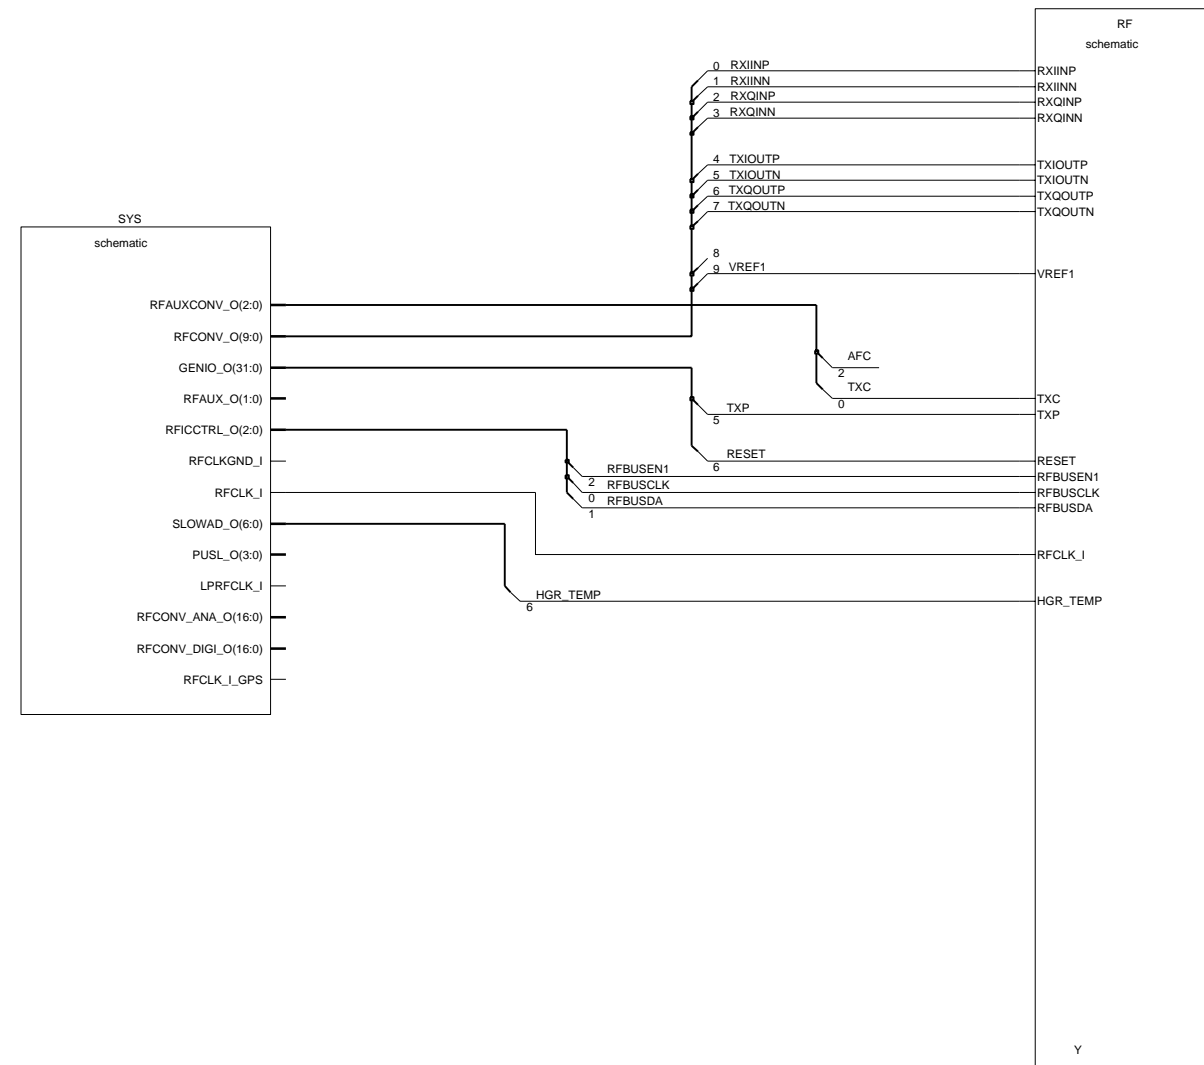 RF
schematic
0 RXIINP RXIINP
1 RXIINN RXIINN
2 RXQINP RXQINP
3 RXQINN RXQINN
4 TXIOUTP TXIOUTP
5 TXIOUTN TXIOUTN
6 TXQOUTP TXQOUTP
7 TXQOUTN TXQOUTN
SYS
schematic
8
9 VREF1 VREF1
RFAUXCONV_O(2:0)
RFCONV_O(9:0)
AFC
GENIO_O(31:0)
2
TXC
RFAUX_O(1:0) TXC
0
TXP TXP
5
RFICCTRL_O(2:0)
RESET
RFCLKGND_I RESET
6
RFBUSEN1 RFBUSEN1
2
RFBUSCLK
RFCLK_I RFBUSCLK
0
RFBUSDA RFBUSDA
1
SLOWAD_O(6:0)
PUSL_O(3:0) RFCLK_I
LPRFCLK_I
HGR_TEMP HGR_TEMP
6
RFCONV_ANA_O(16:0)
RFCONV_DIGI_O(16:0)
RFCLK_I_GPS
Y